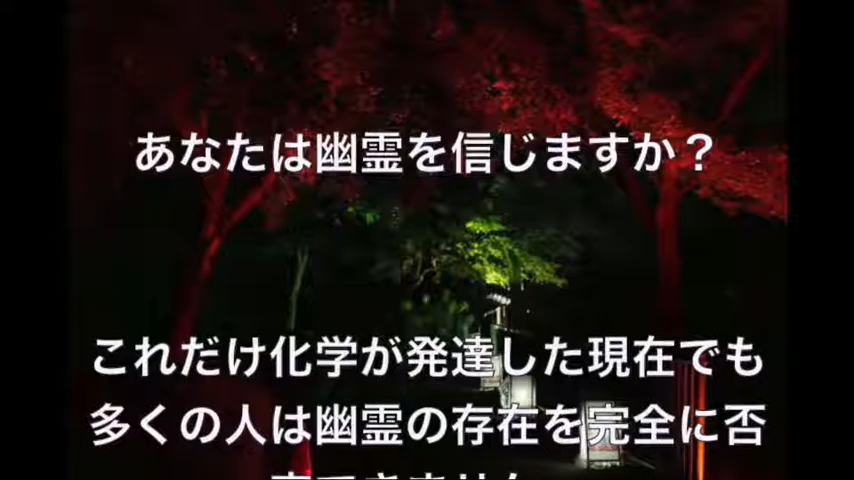 あなたは幽霊を信じますか？
これだけ化学が発達した現在でも
多くの人は幽霊の存在を完全に否